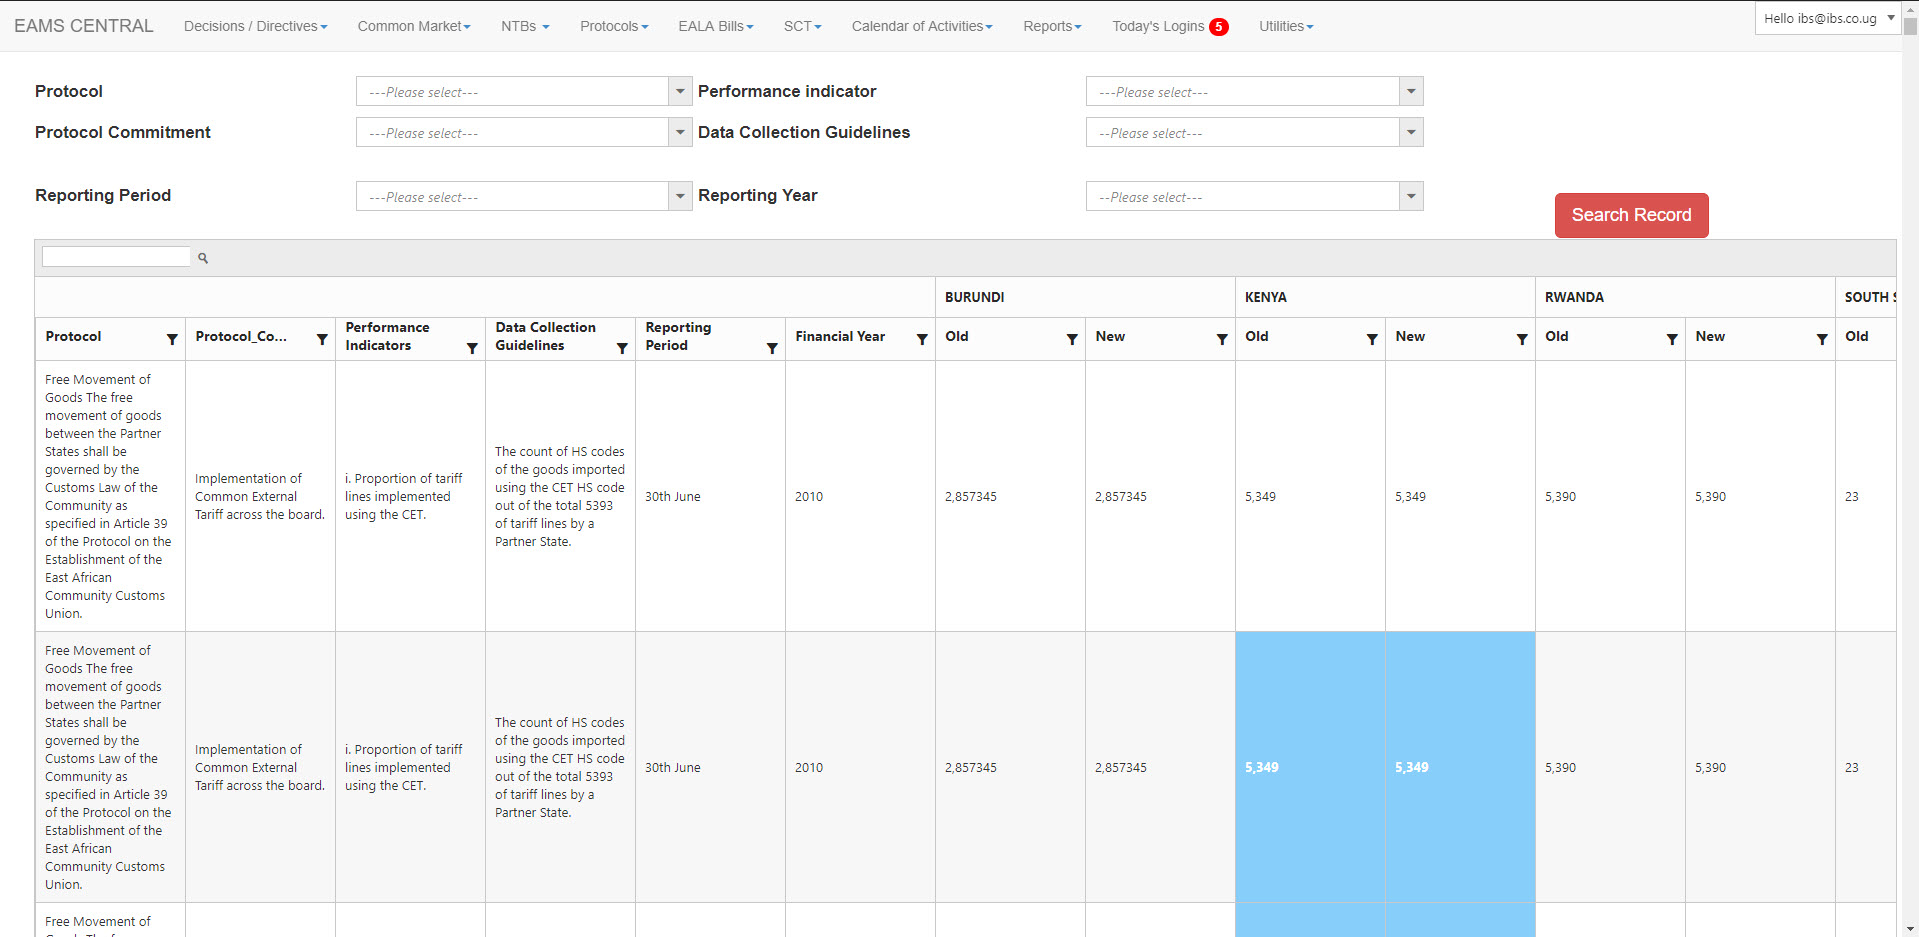 EAMS CENTRAL Decisions / Directives Common Market NTBs Protocols EALA Bills SCT Calendar of Activities Reports Today's Logins 5 Utilities Hello ibs@ibs.co.ug
Protocol ---Please select--- Performance indicator ---Please select---
Protocol Commitment ---Please select--- Data Collection Guidelines --Please select---
Reporting Period ---Please select--- Reporting Year --Please select---
Search Record
BURUNDI KENYA RWANDA SOUTH S
Protocol Protocol_Co... Performance Indicators Data Collection Guidelines Reporting Period Financial Year Old New Old New Old New Old
Free Movement of
Goods The free
movement of goods
between the Partner
States shall be
governed by the
Customs Law of the
Community as
specified in Article 39
of the Protocol on the
Establishment of the
East African
Community Customs
Union.
Implementation of
Common External
Tariff across the board.
i. Proportion of tariff
lines implemented
using the CET.
The count of HS codes
of the goods imported
using the CET HS code
out of the total 5393
of tariff lines by a
Partner State.
30th June 2010 2,857345 2,857345 5,349 5,349 5,390 5,390 23
Free Movement of
Goods The free
movement of goods
between the Partner
States shall be
governed by the
Customs Law of the
Community as
specified in Article 39
of the Protocol on the
Establishment of the
East African
Community Customs
Union.
Implementation of
Common External
Tariff across the board.
i. Proportion of tariff
lines implemented
using the CET.
The count of HS codes
of the goods imported
using the CET HS code
out of the total 5393
of tariff lines by a
Partner State.
30th June 2010 2,857345 2,857345 5,349 5,349 5,390 5,390 23
Free Movement of